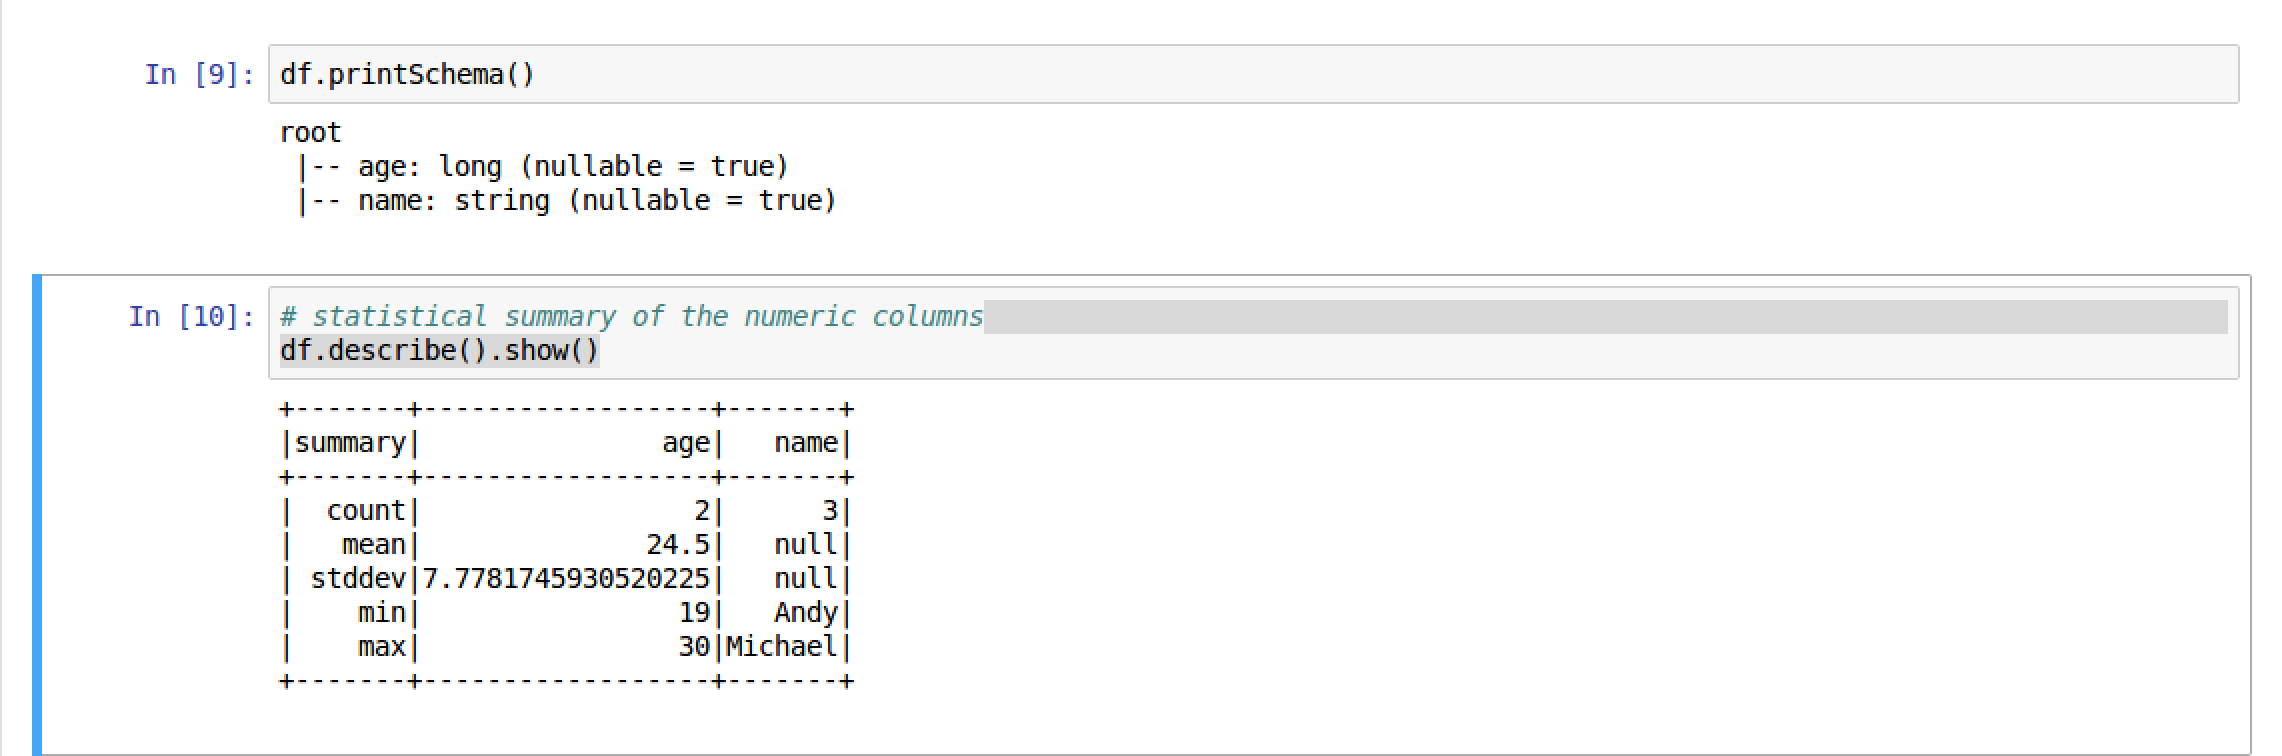 In [9]: df.printSchema()
root
 |-- age: long (nullable = true)
 |-- name: string (nullable = true)
In [10]: # statistical summary of the numeric columns
df.describe().show()
+-------+------------------+-------+
|summary|               age|   name|
+-------+------------------+-------+
|  count|                 2|      3|
|   mean|              24.5|   null|
| stddev|7.7781745930520225|   null|
|    min|                19|   Andy|
|    max|                30|Michael|
+-------+------------------+-------+